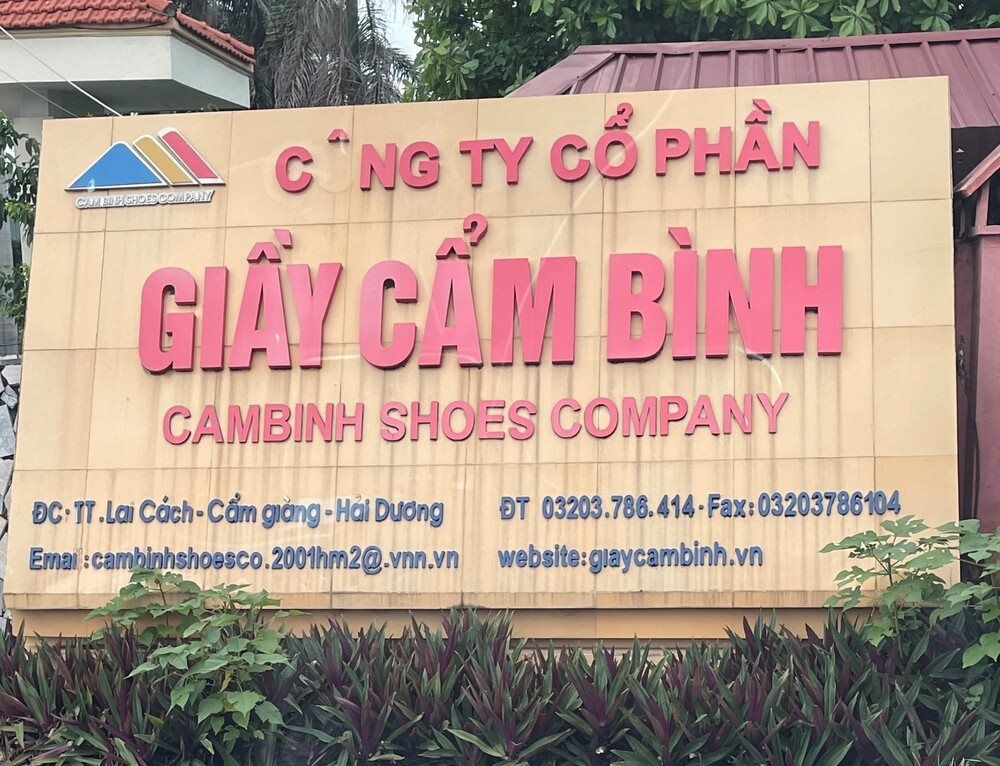 CAM BINH SHOES COMPANY
C ̂NG TY CỔ PHẦN
GIẦY CẨM BÌNH
CAMBINH SHOES COMPANY
ĐC: TT.Lai Cách-Cẩm giàng-Hải Dương
ĐT 03203.786.414-Fax:03203786104
Email:cambinhshoesco.2001hm2@.vnn.vn
website:giaycambinh.vn